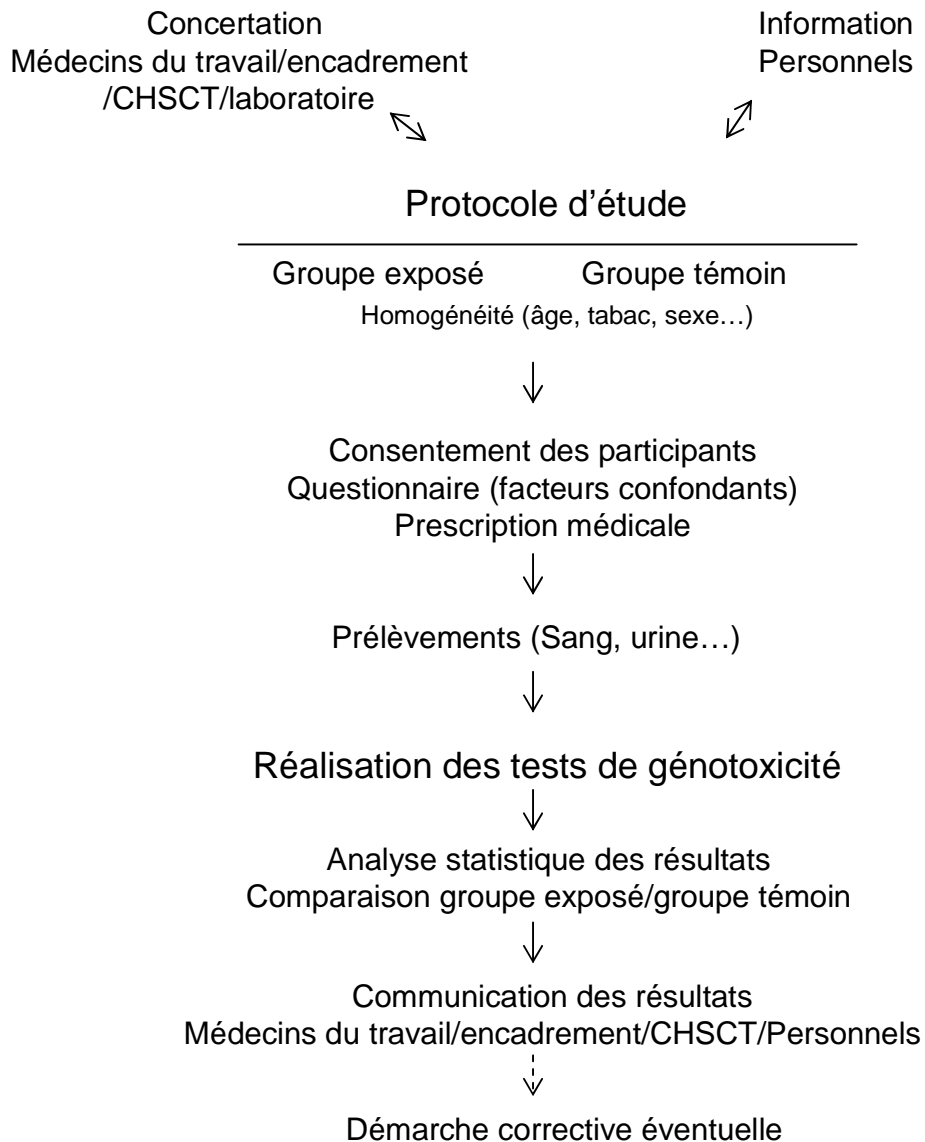 Concertation
Médecins du travail/encadrement
/CHSCT/laboratoire
Information
Personnels
Protocole d'étude
Groupe exposé
Groupe témoin
Homogénéité (âge, tabac, sexe…)
Consentement des participants
Questionnaire (facteurs confondants)
Prescription médicale
Prélèvements (Sang, urine…)
Réalisation des tests de génotoxicité
Analyse statistique des résultats
Comparaison groupe exposé/groupe témoin
Communication des résultats
Médecins du travail/encadrement/CHSCT/Personnels
Démarche corrective éventuelle